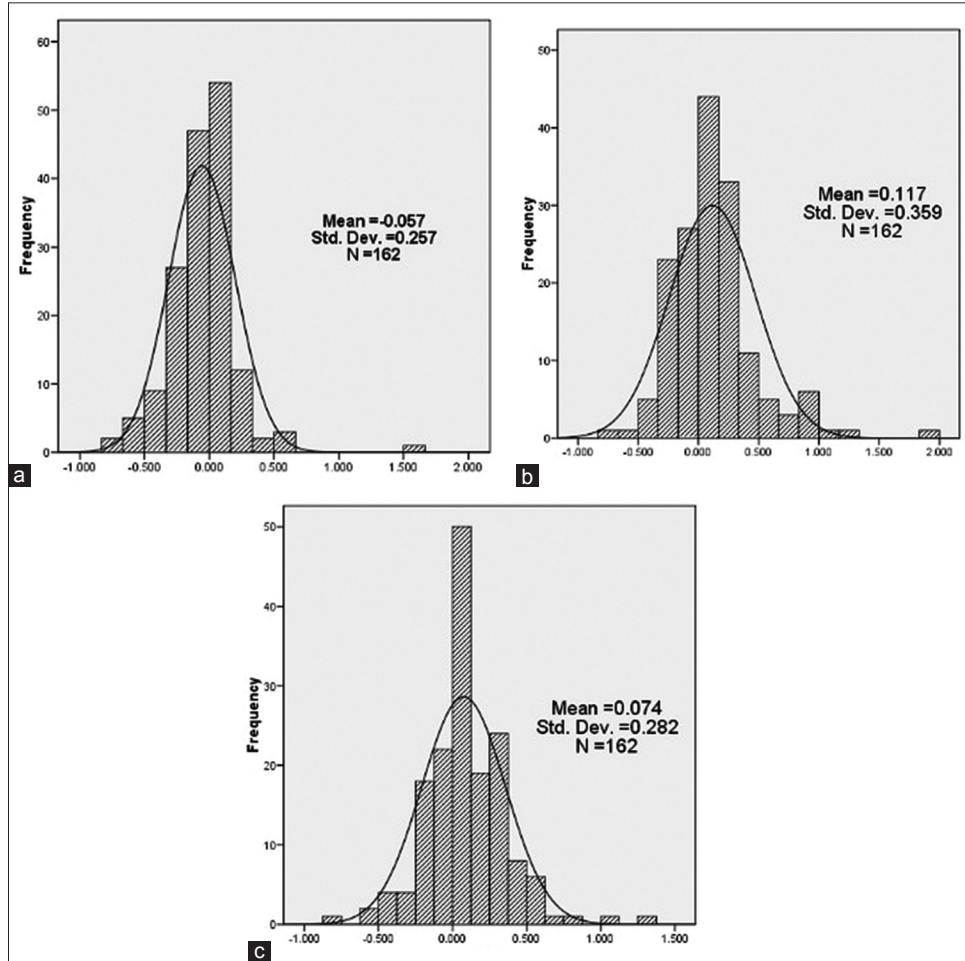 60
50
40
30
20
10
0
Frequency
Mean =-0.057
Std. Dev. =0.257
N =162
-1.000 -0.500 0.000 0.500 1.000 1.500 2.000
a
50
40
30
20
10
0
Frequency
Mean =0.117
Std. Dev. =0.359
N =162
-1.000 -0.500 0.000 0.500 1.000 1.500 2.000
b
50
40
30
20
10
0
Frequency
Mean =0.074
Std. Dev. =0.282
N =162
-1.000 -0.500 0.000 0.500 1.000 1.500
c